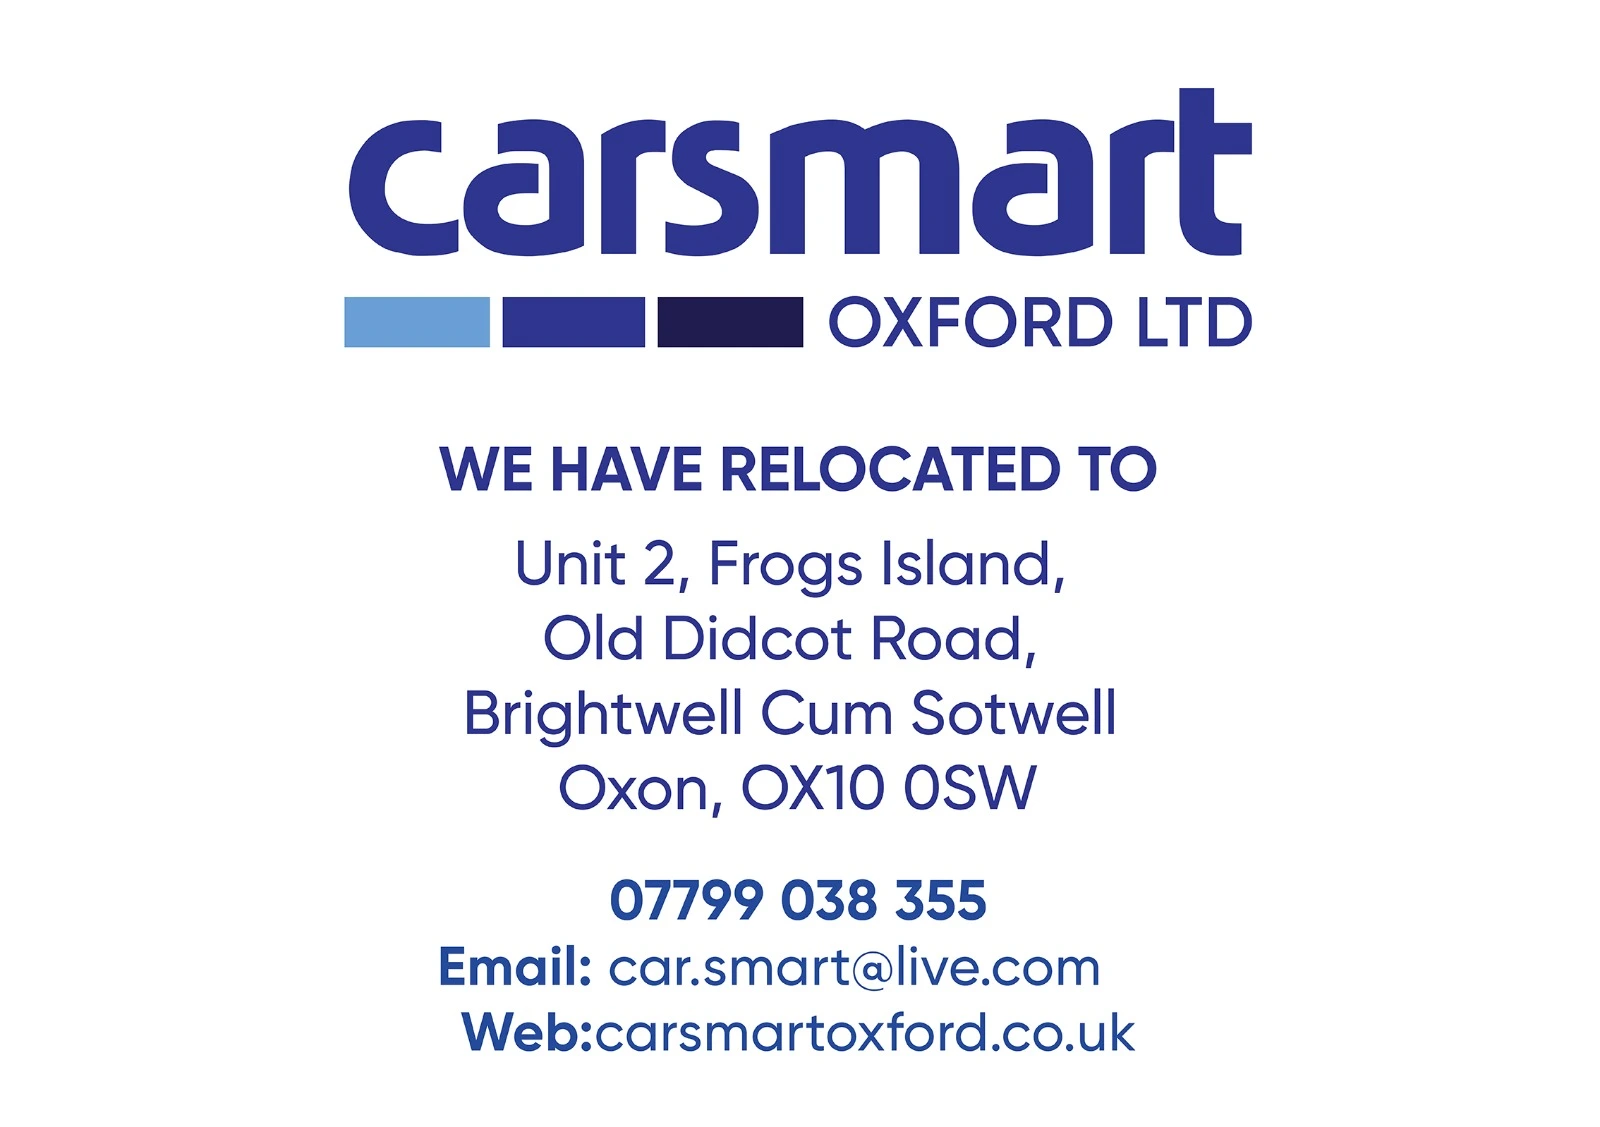 carsmart
OXFORD LTD
WE HAVE RELOCATED TO
Unit 2, Frogs Island,
Old Didcot Road,
Brightwell Cum Sotwell
Oxon, OX10 0SW
07799 038 355
Email: car.smart@live.com
Web:carsmartoxford.co.uk